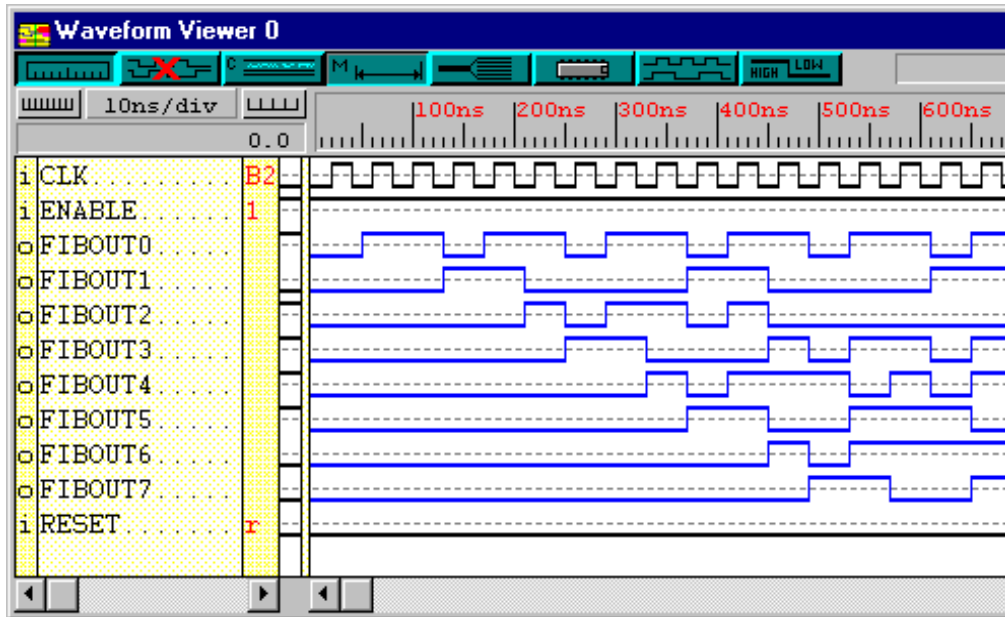 Waveform Viewer 0
C M HIGH LOW
10ns/div 100ns 200ns 300ns 400ns 500ns 600ns
0.0
i CLK......... B2
i ENABLE...... 1
o FIBOUT0.....
o FIBOUT1.....
o FIBOUT2.....
o FIBOUT3.....
o FIBOUT4.....
o FIBOUT5.....
o FIBOUT6.....
o FIBOUT7.....
i RESET....... r